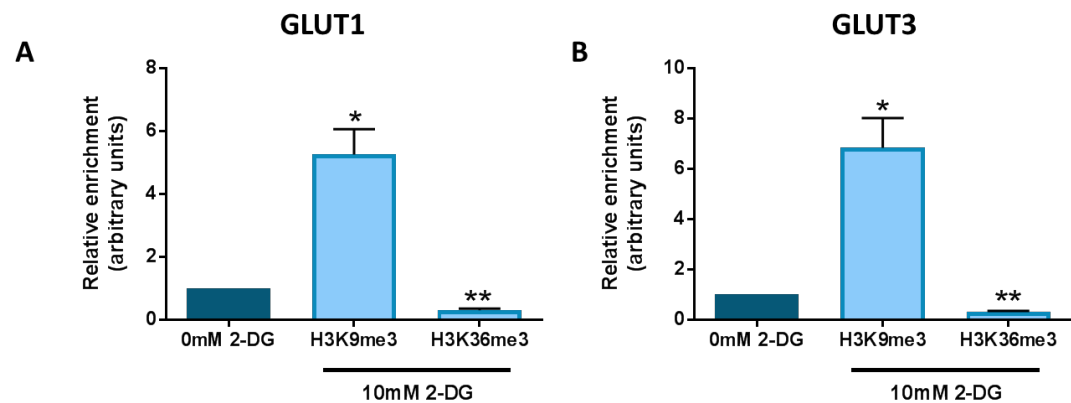 GLUT1
A
Relative enrichment
(arbitrary units)
8
6
4
2
0
*
**
0mM 2-DG H3K9me3 H3K36me3
10mM 2-DG
GLUT3
B
Relative enrichment
(arbitrary units)
10
8
6
4
2
0
*
**
0mM 2-DG H3K9me3 H3K36me3
10mM 2-DG